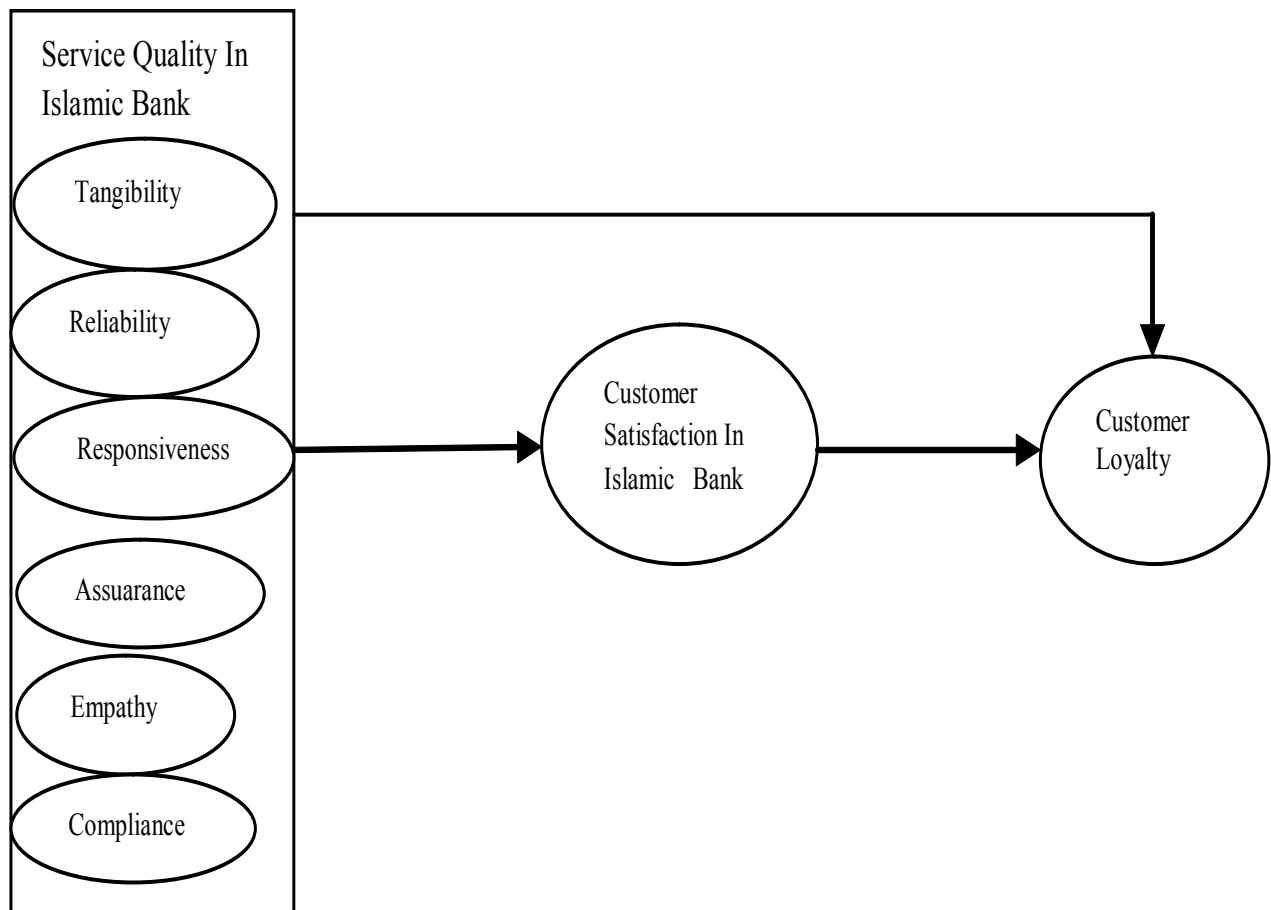 Service Quality In
Islamic Bank
Tangibility
Reliability
Responsiveness
Assuarance
Empathy
Compliance
Customer
Satisfaction In
Islamic Bank
Customer
Loyalty